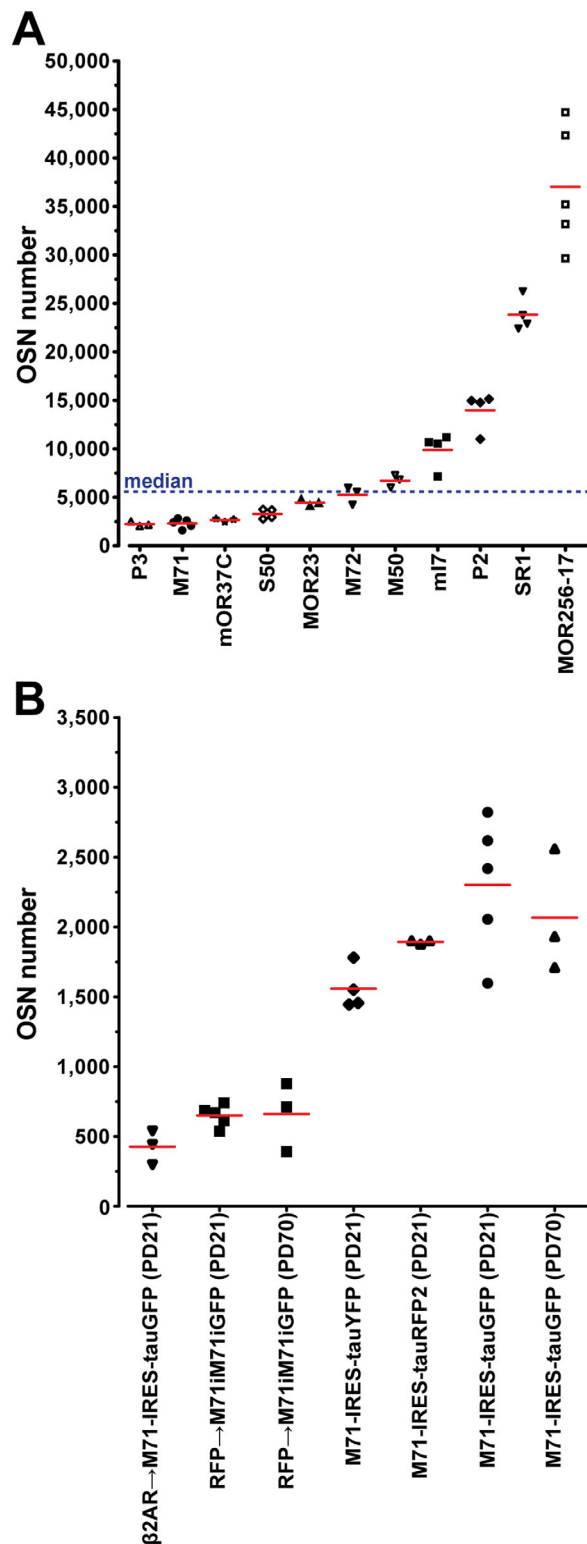 A
50,000
45,000
40,000
35,000
30,000
25,000
20,000
15,000
10,000
5,000
0
OSN number
median
P3
M71
mOR37C
S50
MOR23
M72
M50
mI7
P2
SR1
MOR256-17
B
3,500
3,000
2,500
2,000
1,500
1,000
500
0
OSN number
β2AR→M71-IRES-tauGFP (PD21)
RFP→M71iM71iGFP (PD21)
RFP→M71iM71iGFP (PD70)
M71-IRES-tauYFP (PD21)
M71-IRES-tauRFP2 (PD21)
M71-IRES-tauGFP (PD21)
M71-IRES-tauGFP (PD70)